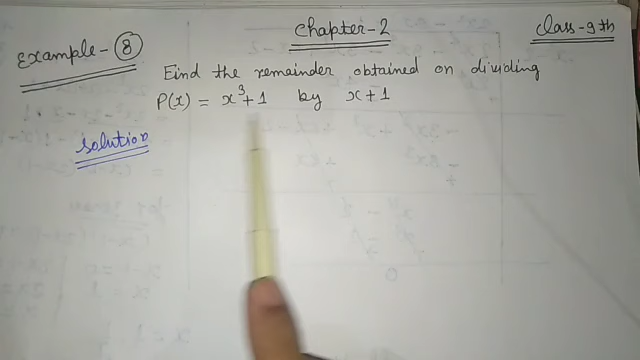 Chapter-2
Class-9th
Example-8
Find the remainder obtained on dividing
P(x) = x³+1 by x+1
Solution